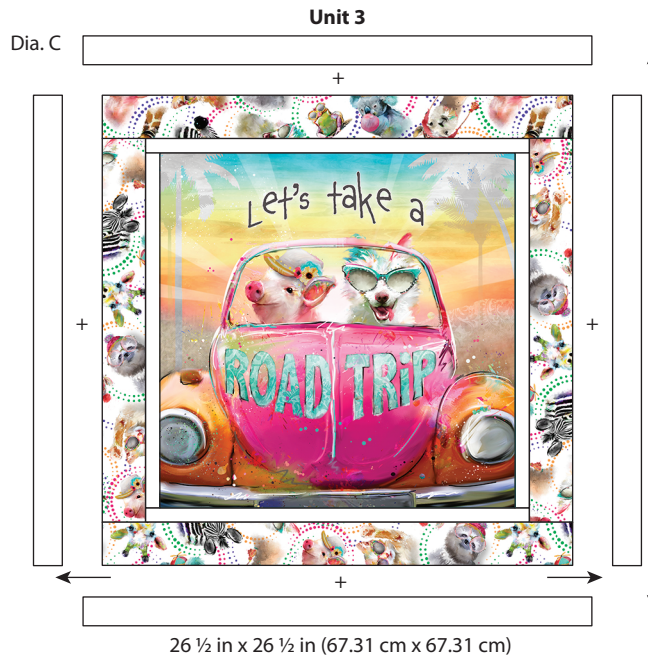 Unit 3
Dia. C
+
Let's take a
+
+
ROAD TRiP
+
26 ½ in x 26 ½ in (67.31 cm x 67.31 cm)